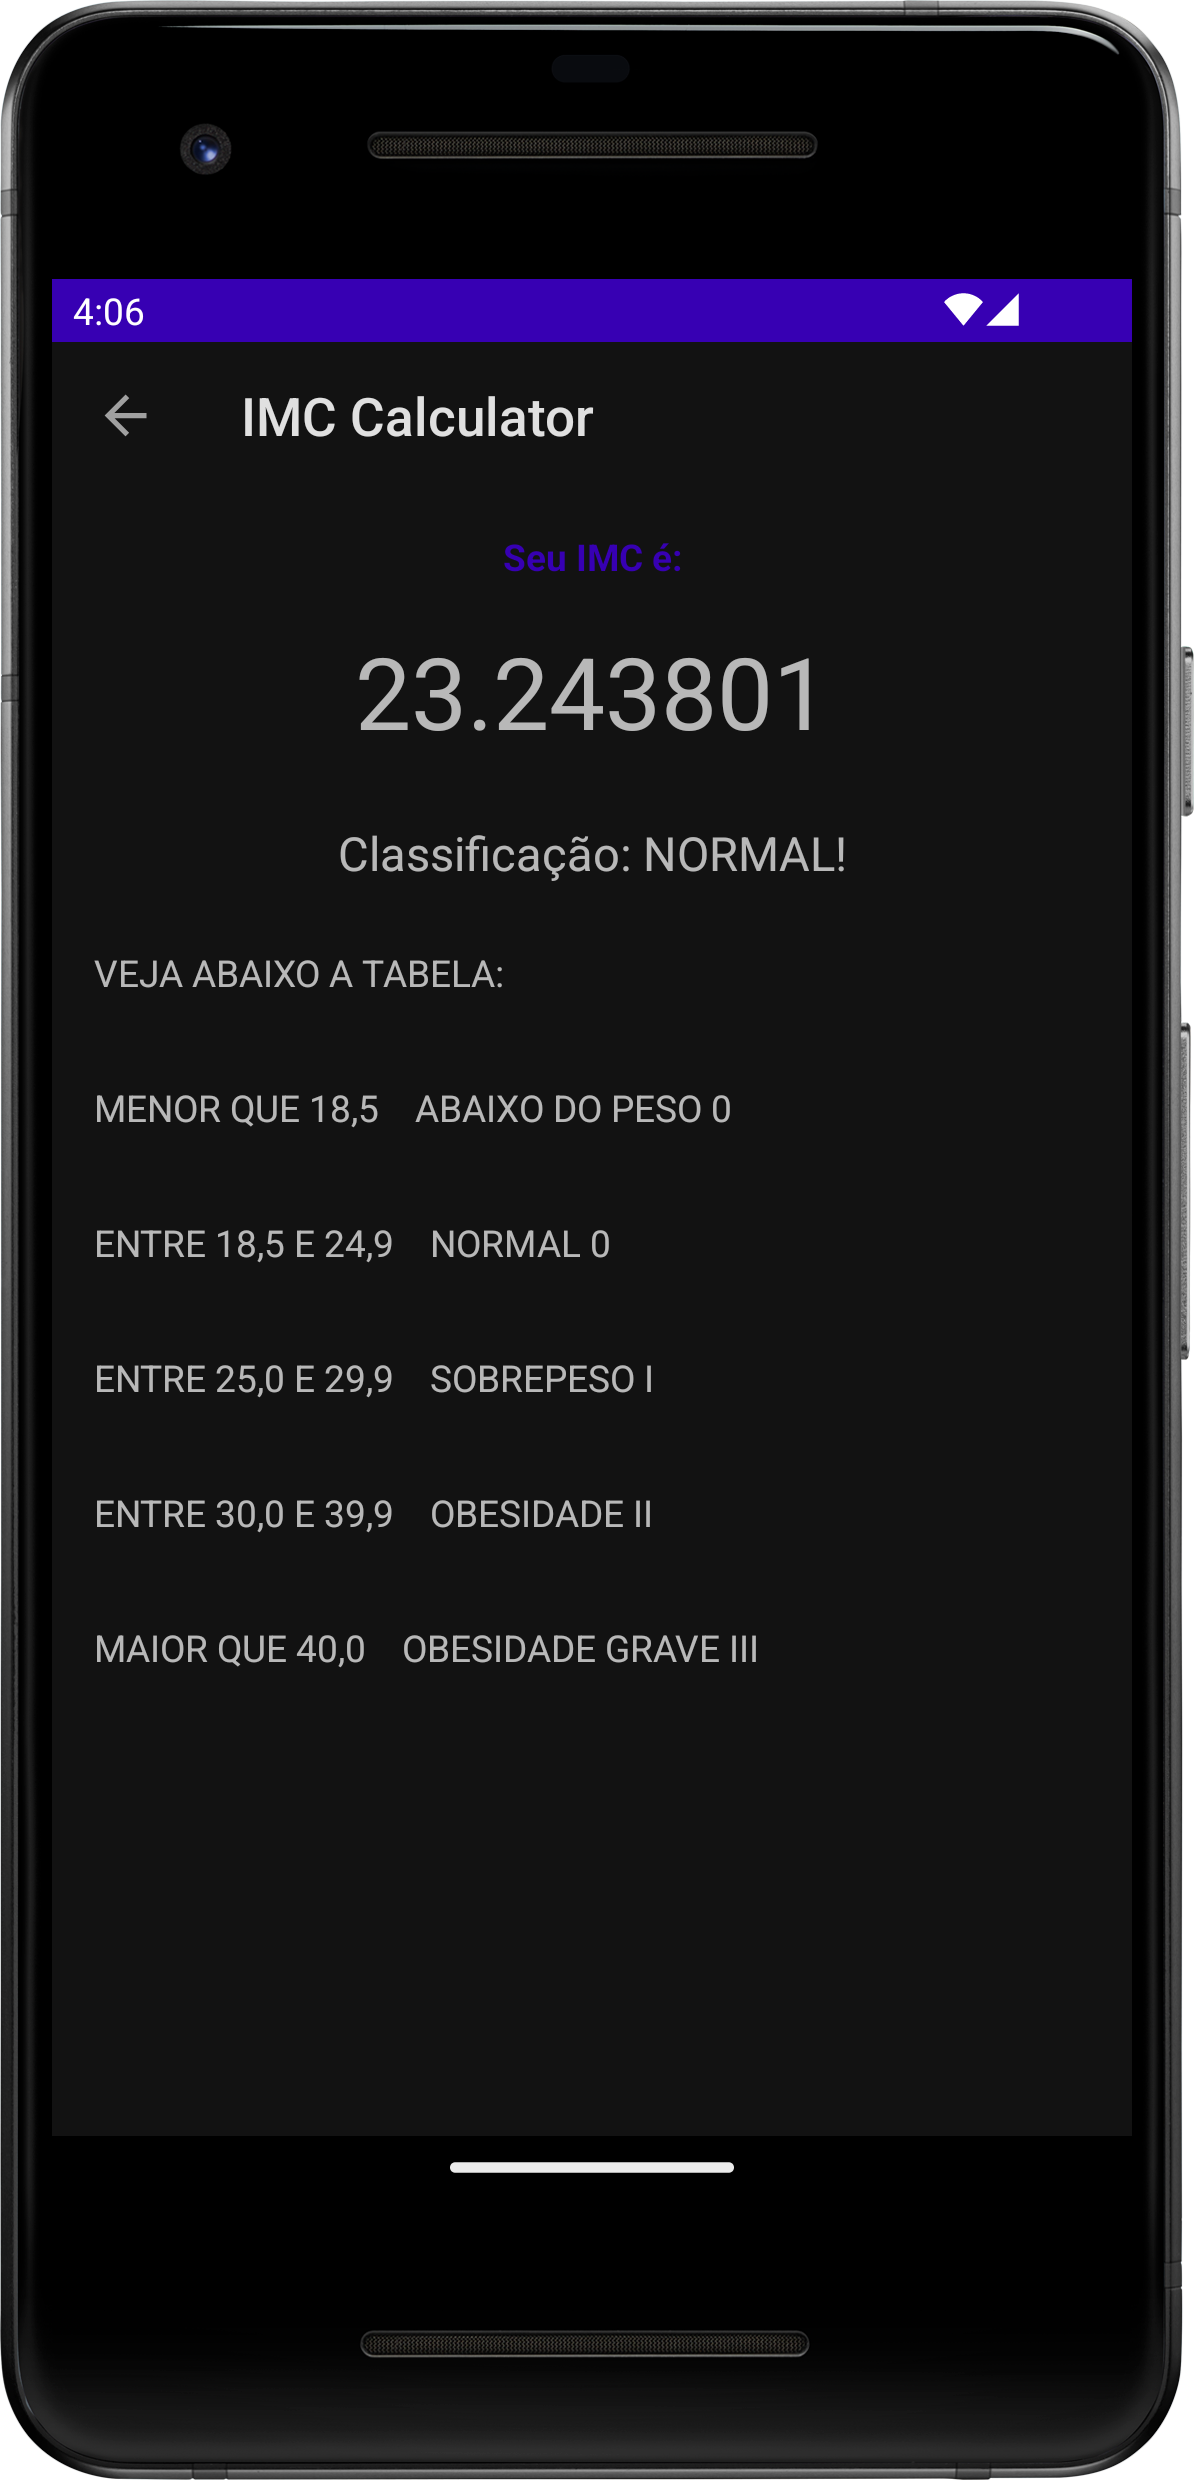 4:06
IMC Calculator
Seu IMC é:
23.243801
Classificação: NORMAL!
VEJA ABAIXO A TABELA:
MENOR QUE 18,5 ABAIXO DO PESO 0
ENTRE 18,5 E 24,9 NORMAL 0
ENTRE 25,0 E 29,9 SOBREPESO I
ENTRE 30,0 E 39,9 OBESIDADE II
MAIOR QUE 40,0 OBESIDADE GRAVE III